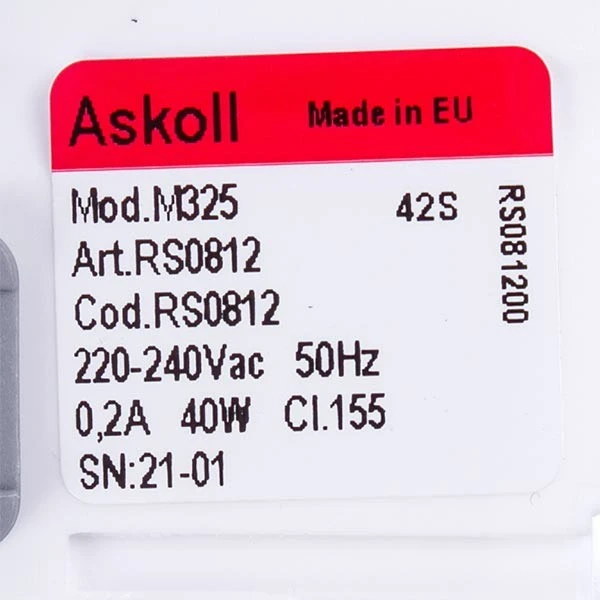 Askoll Made in EU
Mod.M325 42S
Art.RS0812
Cod.RS0812
220-240Vac 50Hz
0,2A 40W Cl.155
SN:21-01
RS081200